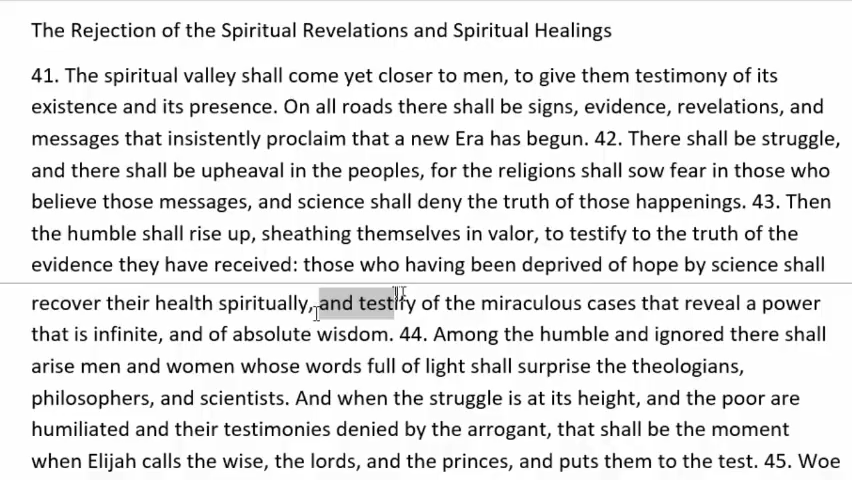 The Rejection of the Spiritual Revelations and Spiritual Healings
41. The spiritual valley shall come yet closer to men, to give them testimony of its
existence and its presence. On all roads there shall be signs, evidence, revelations, and
messages that insistently proclaim that a new Era has begun. 42. There shall be struggle,
and there shall be upheaval in the peoples, for the religions shall sow fear in those who
believe those messages, and science shall deny the truth of those happenings. 43. Then
the humble shall rise up, sheathing themselves in valor, to testify to the truth of the
evidence they have received: those who having been deprived of hope by science shall
recover their health spiritually, and testify of the miraculous cases that reveal a power
that is infinite, and of absolute wisdom. 44. Among the humble and ignored there shall
arise men and women whose words full of light shall surprise the theologians,
philosophers, and scientists. And when the struggle is at its height, and the poor are
humiliated and their testimonies denied by the arrogant, that shall be the moment
when Elijah calls the wise, the lords, and the princes, and puts them to the test. 45. Woe